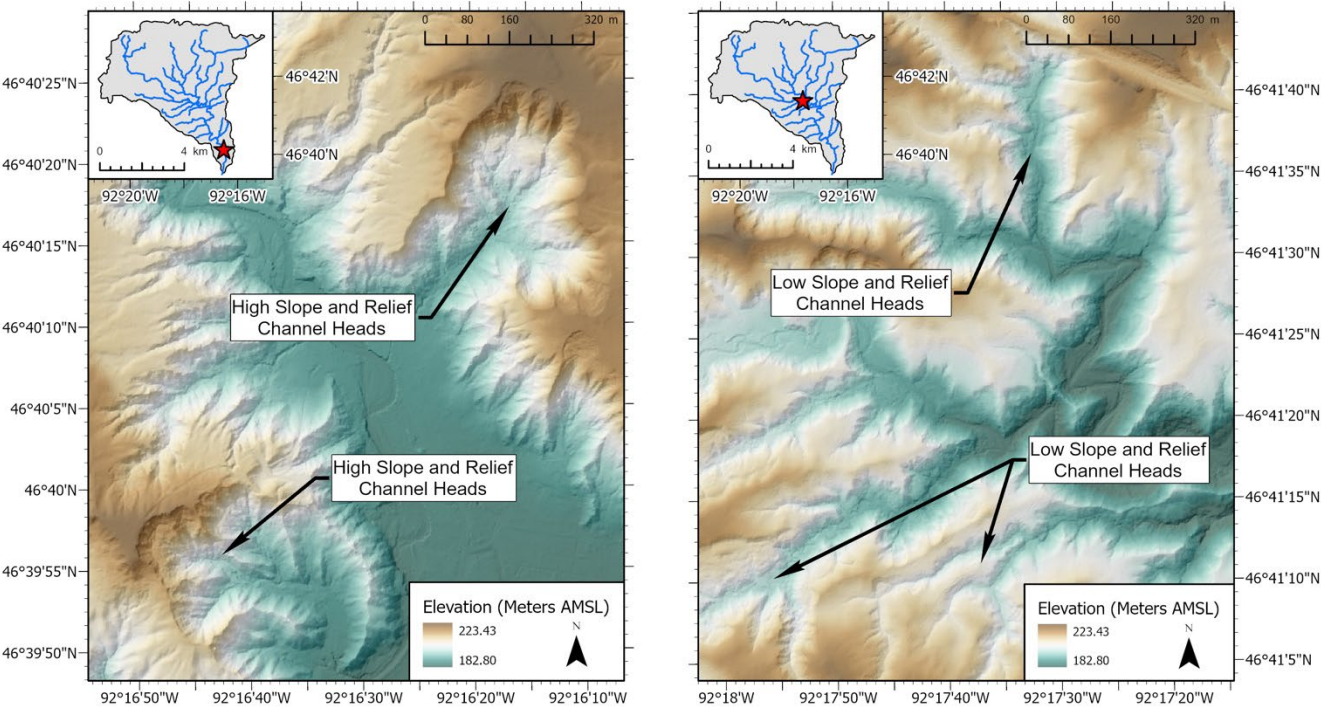 0 80 160 320 m
46°40'25"N
46°42'N
46°40'20"N
46°40'N
0 4 km
92°20'W 92°16'W
46°40'15"N
High Slope and Relief
Channel Heads
46°40'10"N
46°40'5"N
High Slope and Relief
Channel Heads
46°40'N
46°39'55"N
46°39'50"N
Elevation (Meters AMSL)
223.43
182.80
N
92°16'50"W 92°16'40"W 92°16'30"W 92°16'20"W 92°16'10"W
0 80 160 320 m
46°42'N
46°41'40"N
46°40'N
0 4 km
46°41'35"N
92°20'W 92°16'W
46°41'30"N
Low Slope and Relief
Channel Heads
46°41'25"N
46°41'20"N
Low Slope and Relief
Channel Heads
46°41'15"N
46°41'10"N
46°41'5"N
Elevation (Meters AMSL)
223.43
182.80
N
92°18'W 92°17'50"W 92°17'40"W 92°17'30"W 92°17'20"W